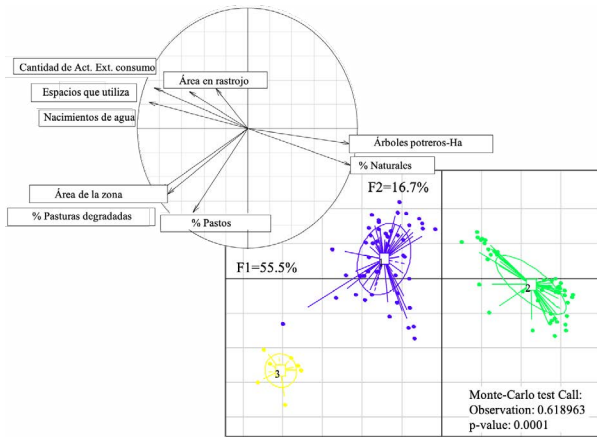 Cantidad de Act. Ext. consumo
Área en rastrojo
Espacios que utiliza
Nacimientos de agua
Árboles potreros-Ha
% Naturales
Área de la zona
% Pasturas degradadas
% Pastos
F2=16.7%
F1=55.5%
2
3
Monte-Carlo test Call:
Observation: 0.618963
p-value: 0.0001